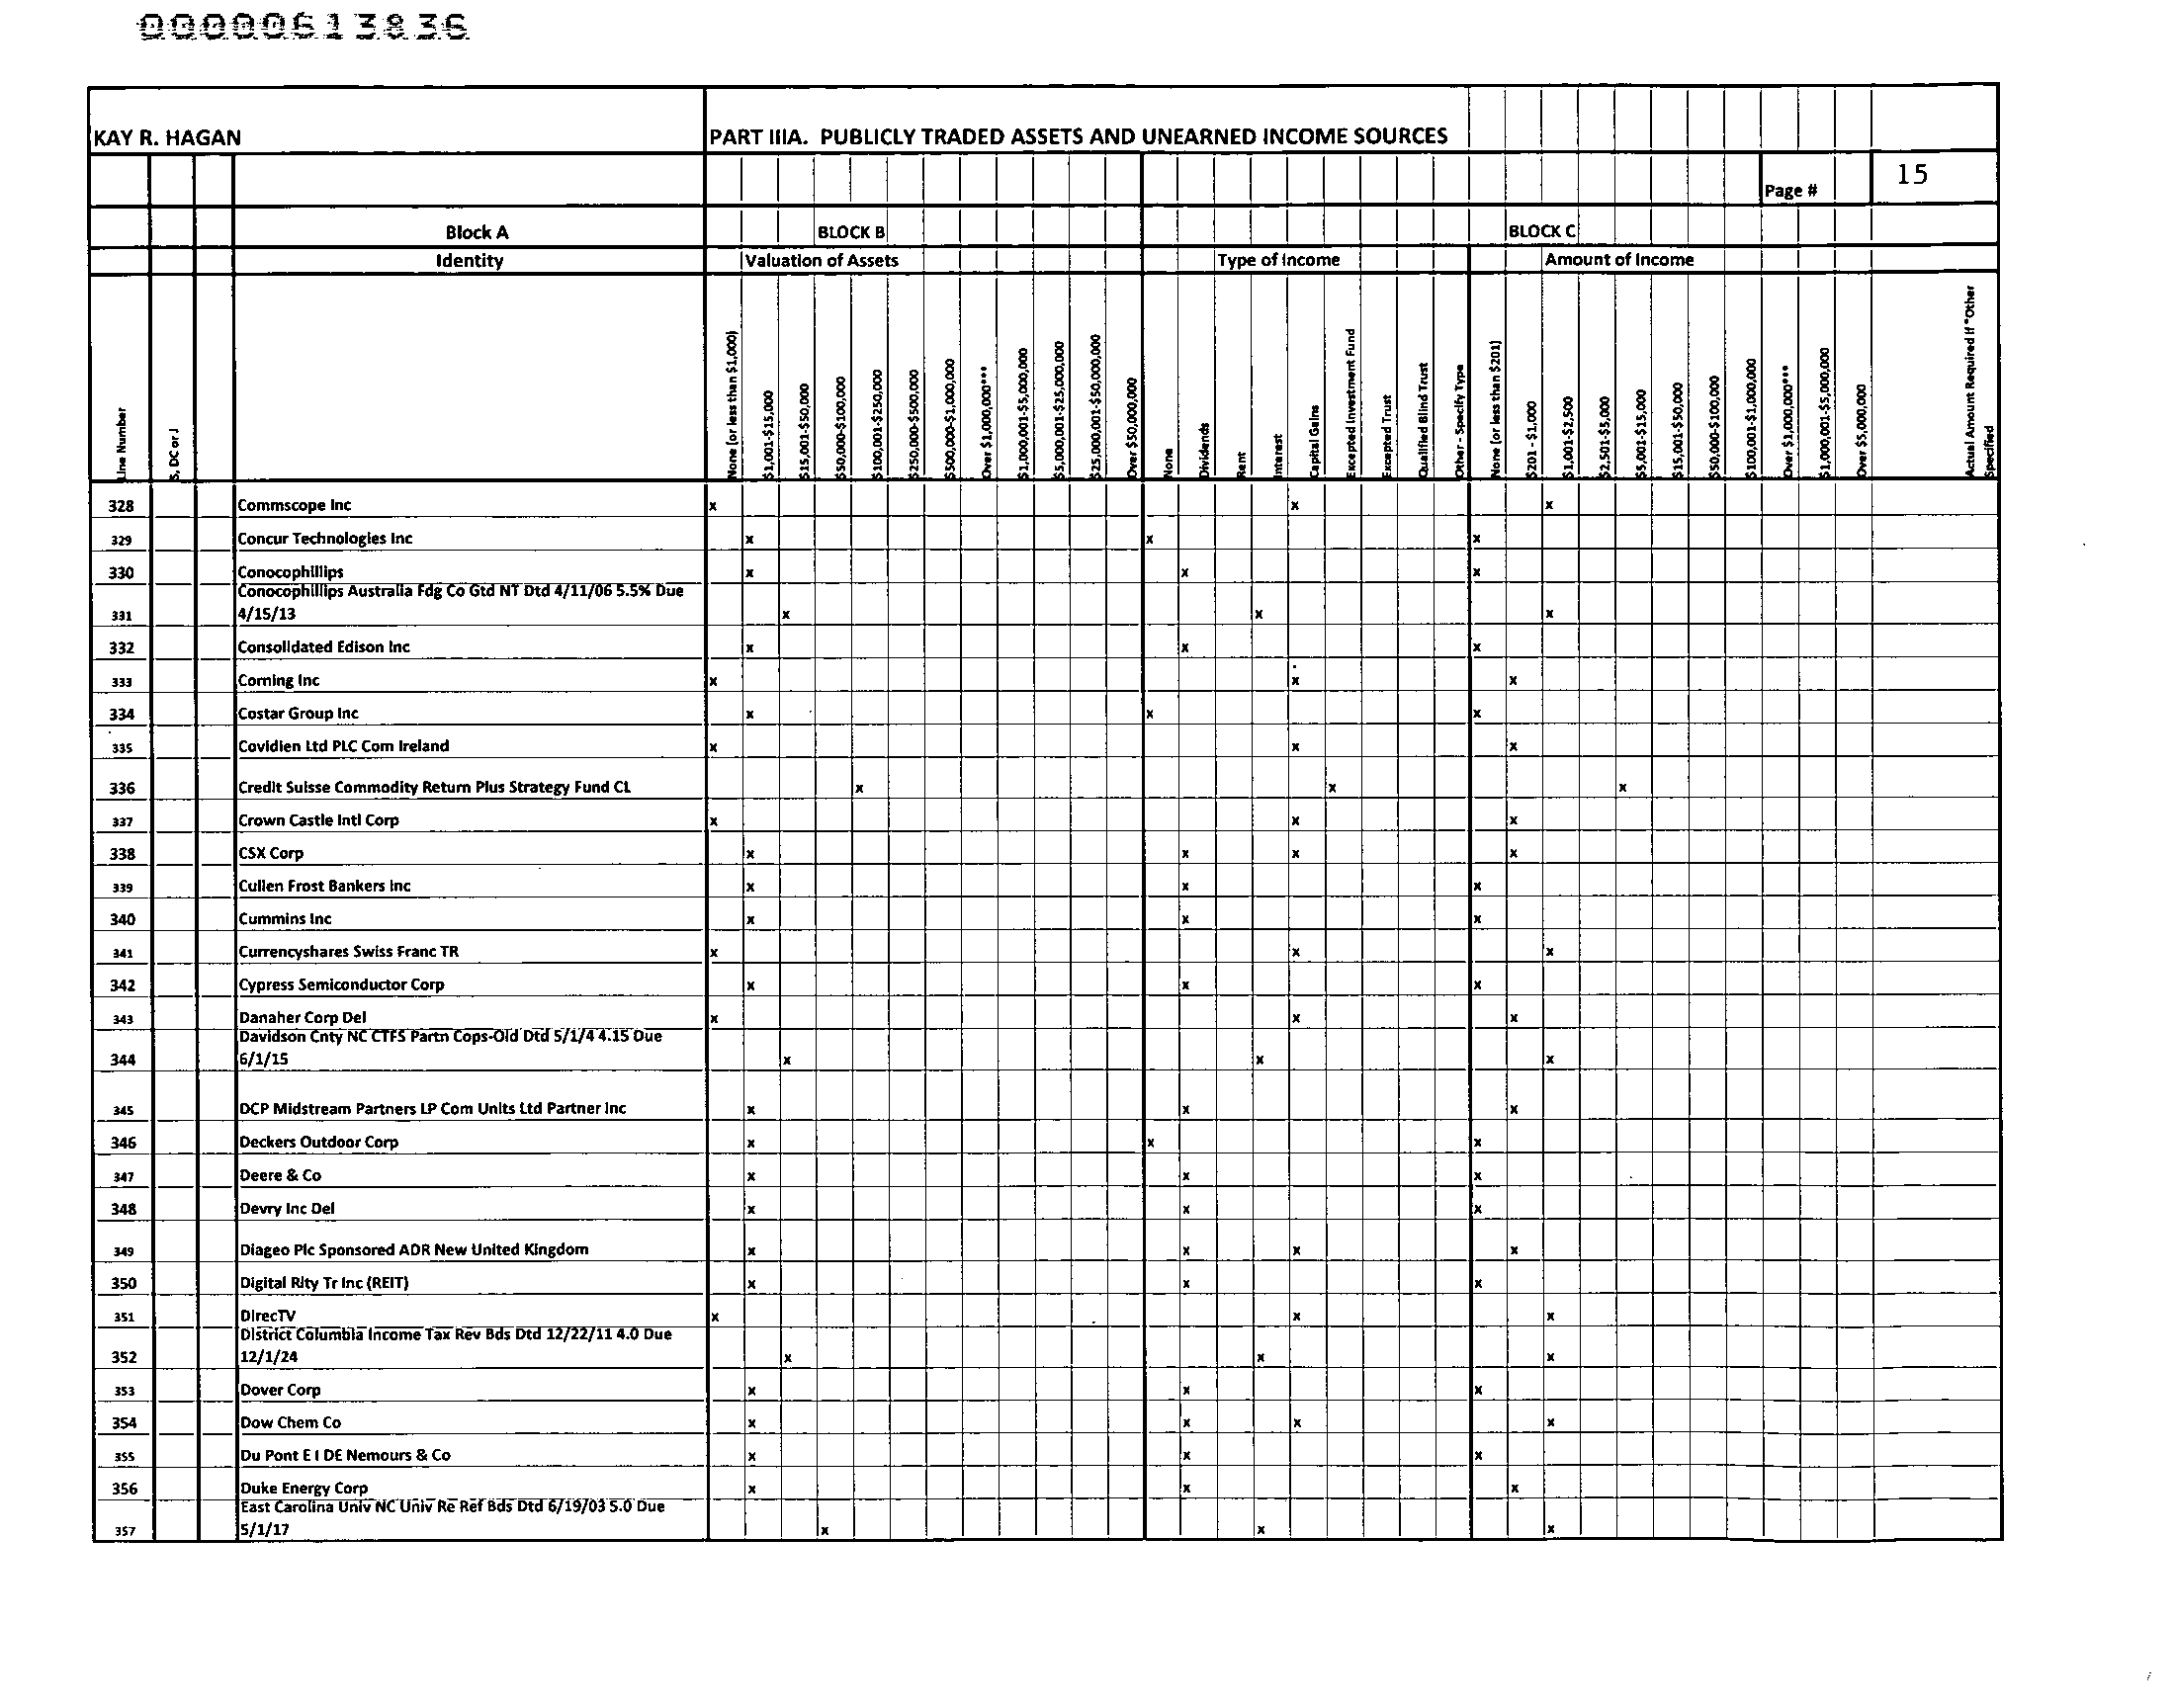 00000613836
KAY R. HAGAN PART IIIA. PUBLICLY TRADED ASSETS AND UNEARNED INCOME SOURCES
Page # 15
Block A BLOCK B BLOCK C
Identity Valuation of Assets Type of Income Amount of Income
Line Number
S, DC or J
None (or less than $1,000)
$1,001-$15,000
$15,001-$50,000
$50,000-$100,000
$100,001-$250,000
$250,000-$500,000
$500,000-$1,000,000
Over $1,000,000***
$1,000,001-$5,000,000
$5,000,001-$25,000,000
$25,000,001-$50,000,000
Over $50,000,000
None
Dividends
Rent
Interest
Capital Gains
Excepted Investment Fund
Excepted Trust
Qualified Blind Trust
Other - Specify Type
None (or less than $201)
$201 - $1,000
$1,001-$2,500
$2,501-$5,000
$5,001-$15,000
$15,001-$50,000
$50,000-$100,000
$100,001-$1,000,000
Over $1,000,000***
$1,000,001-$5,000,000
Over $5,000,000
Actual Amount Required If "Other
Specified
328 Commscope Inc x x x
329 Concur Technologies Inc x x x
330 Conocophillips x x x
Conocophillips Australia Fdg Co Gtd NT Dtd 4/11/06 5.5% Due
331 4/15/13 x x x
332 Consolidated Edison Inc x x x
333 Corning Inc x x x
334 Costar Group Inc x x x
335 Covidien Ltd PLC Com Ireland x x x
336 Credit Suisse Commodity Return Plus Strategy Fund CL x x x
337 Crown Castle Intl Corp x x x
338 CSX Corp x x x x
339 Cullen Frost Bankers Inc x x x
340 Cummins Inc x x x
341 Currencyshares Swiss Franc TR x x x
342 Cypress Semiconductor Corp x x x
343 Danaher Corp Del x x x
Davidson Cnty NC CTFS Partn Cops-Old Dtd 5/1/4 4.15 Due
344 6/1/15 x x x
345 DCP Midstream Partners LP Com Units Ltd Partner Inc x x x
346 Deckers Outdoor Corp x x x
347 Deere & Co x x x
348 Devry Inc Del x x x
349 Diageo Plc Sponsored ADR New United Kingdom x x x x
350 Digital Rlty Tr Inc (REIT) x x x
351 DirecTV x x x
District Columbia Income Tax Rev Bds Dtd 12/22/11 4.0 Due
352 12/1/24 x x x
353 Dover Corp x x x
354 Dow Chem Co x x x x
355 Du Pont E I DE Nemours & Co x x x
356 Duke Energy Corp x x x
East Carolina Univ NC Univ Re Ref Bds Dtd 6/19/03 5.0 Due
357 5/1/17 x x x